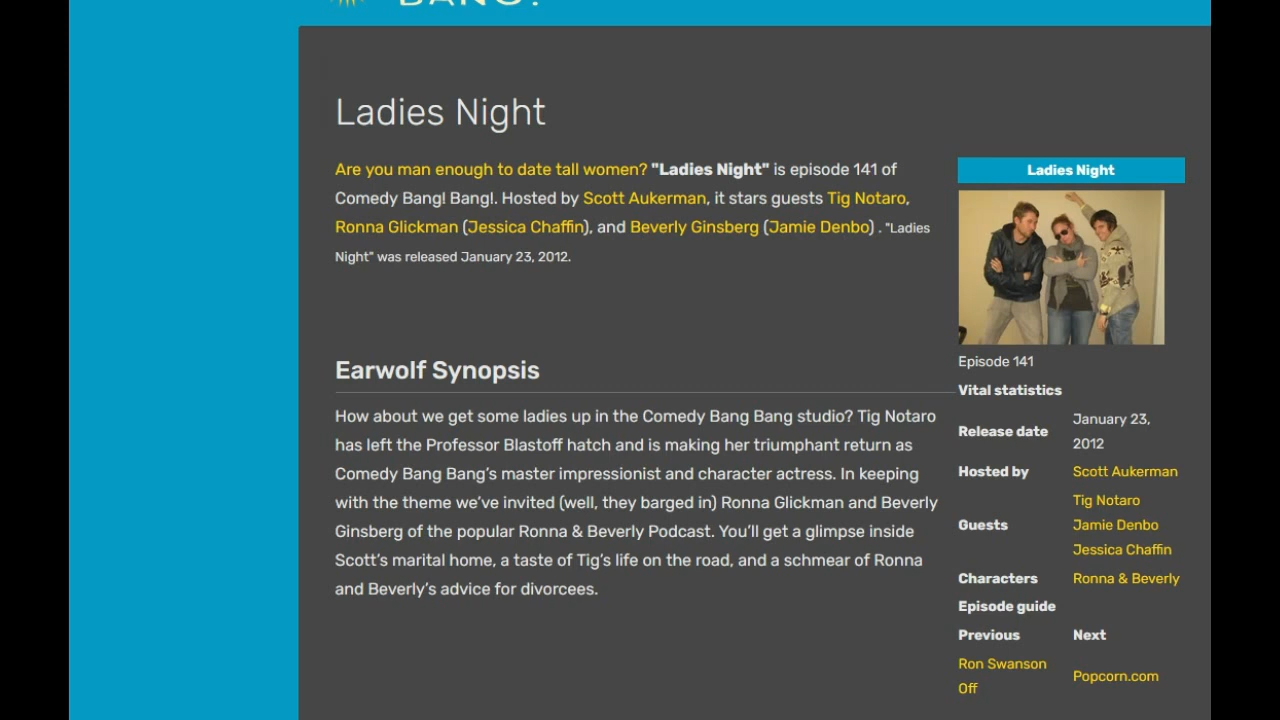 BANG!
Ladies Night
Are you man enough to date tall women? "Ladies Night" is episode 141 of
Comedy Bang! Bang!. Hosted by Scott Aukerman, it stars guests Tig Notaro,
Ronna Glickman (Jessica Chaffin), and Beverly Ginsberg (Jamie Denbo) . "Ladies
Night" was released January 23, 2012.
Earwolf Synopsis
How about we get some ladies up in the Comedy Bang Bang studio? Tig Notaro
has left the Professor Blastoff hatch and is making her triumphant return as
Comedy Bang Bang’s master impressionist and character actress. In keeping
with the theme we’ve invited (well, they barged in) Ronna Glickman and Beverly
Ginsberg of the popular Ronna & Beverly Podcast. You’ll get a glimpse inside
Scott’s marital home, a taste of Tig’s life on the road, and a schmear of Ronna
and Beverly’s advice for divorcees.
Ladies Night
Episode 141
Vital statistics
Release date January 23,
2012
Hosted by Scott Aukerman
Tig Notaro
Guests Jamie Denbo
Jessica Chaffin
Characters Ronna & Beverly
Episode guide
Previous Next
Ron Swanson
Off Popcorn.com